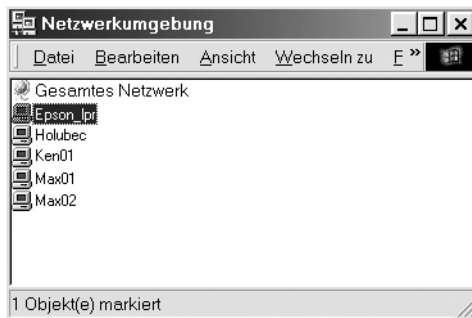 Netzwerkumgebung
Datei Bearbeiten Ansicht Wechseln zu F »
Gesamtes Netzwerk
Epson_lpr
Holubec
Ken01
Max01
Max02
1 Objekt(e) markiert